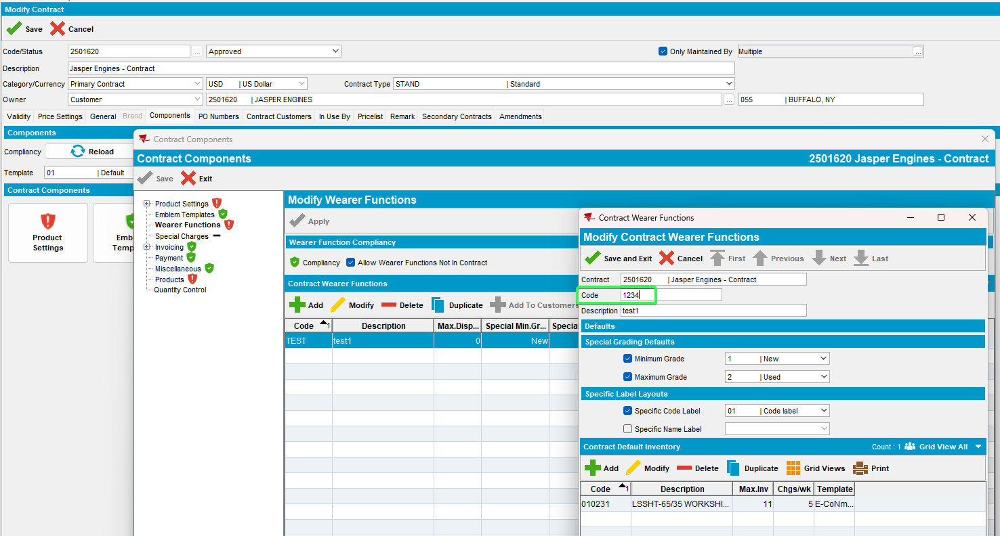 Modify Contract
Save Cancel
Code/Status 2501620 ... Approved Only Maintained By Multiple ...
Description Jasper Engines - Contract
Category/Currency Primary Contract USD | US Dollar Contract Type STAND | Standard
Owner Customer 2501620 | JASPER ENGINES ... 055 | BUFFALO, NY
Validity Price Settings General Brand Components PO Numbers Contract Customers In Use By Pricelist Remark Secondary Contracts Amendments
Components
Compliancy Reload
Template 01 | Default
Contract Components
Product
Settings
Emb
Temp
Contract Components
Contract Components 2501620 Jasper Engines - Contract
Save Exit
Product Settings
Emblem Templates
Wearer Functions
Special Charges
Invoicing
Payment
Miscellaneous
Products
Quantity Control
Modify Wearer Functions
Apply
Wearer Function Compliancy
Compliancy Allow Wearer Functions Not In Contract
Contract Wearer Functions
Add Modify Delete Duplicate Add To Customers
Code 1 Description Max.Disp... Special Min.Gr... Specia
TEST test1 0 New
Contract Wearer Functions
Modify Contract Wearer Functions
Save and Exit Cancel First Previous Next Last
Contract 2501620 | Jasper Engines - Contract
Code 1234
Description test1
Defaults
Special Grading Defaults
Minimum Grade 1 | New
Maximum Grade 2 | Used
Specific Label Layouts
Specific Code Label 01 | Code label
Specific Name Label
Contract Default Inventory Count : 1 Grid View All
Add Modify Delete Duplicate Grid Views Print
Code 1 Description Max.Inv Chgs/wk Template
010231 LSSHT-65/35 WORKSHI... 11 5 E-CoNm...